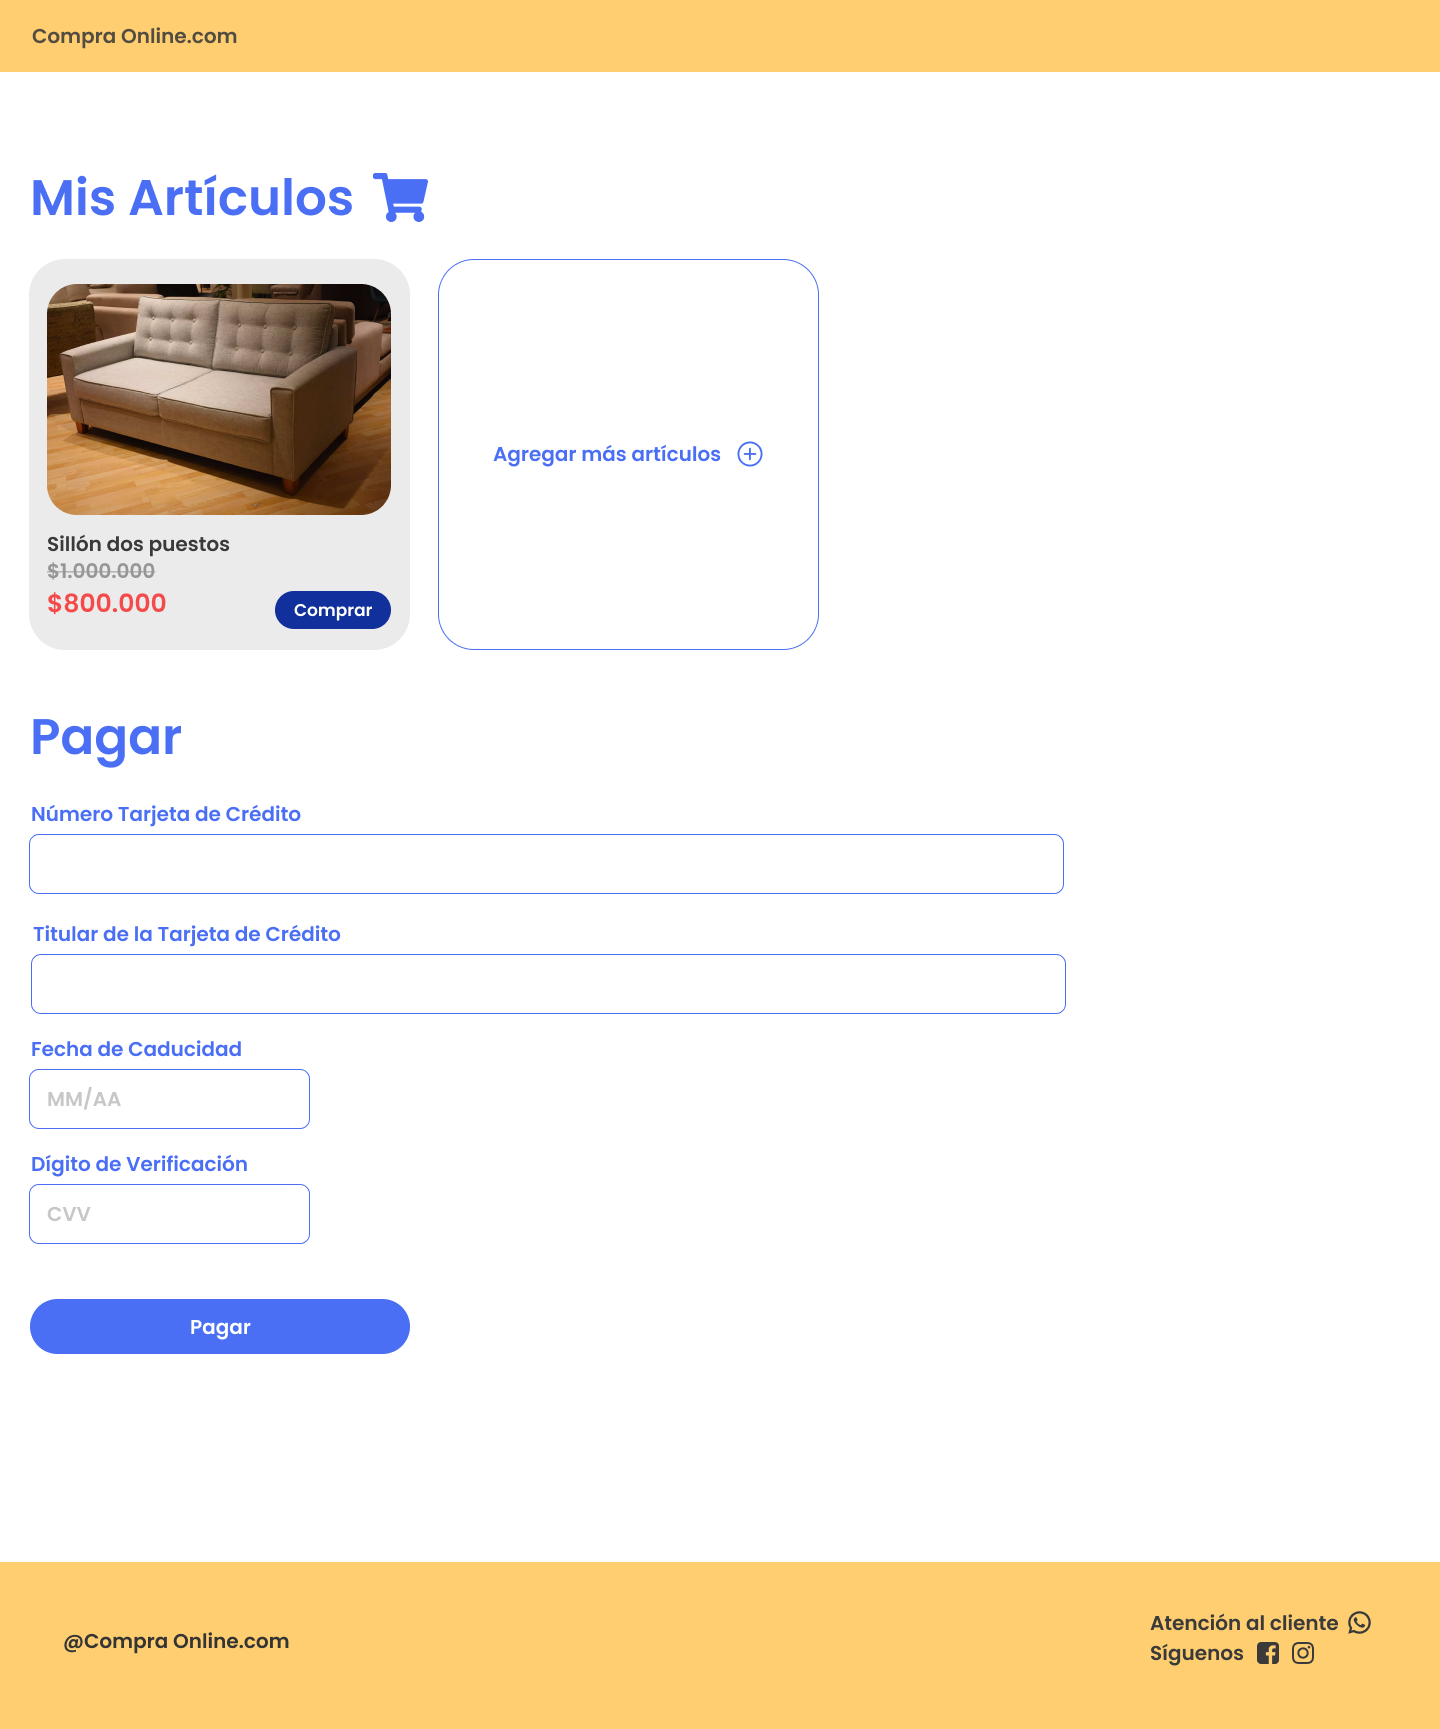 Compra Online.com
Mis Artículos
Sillón dos puestos
$1.000.000
$800.000
Comprar
Agregar más artículos
Pagar
Número Tarjeta de Crédito
Titular de la Tarjeta de Crédito
Fecha de Caducidad
MM/AA
Dígito de Verificación
CVV
Pagar
@Compra Online.com
Atención al cliente
Síguenos